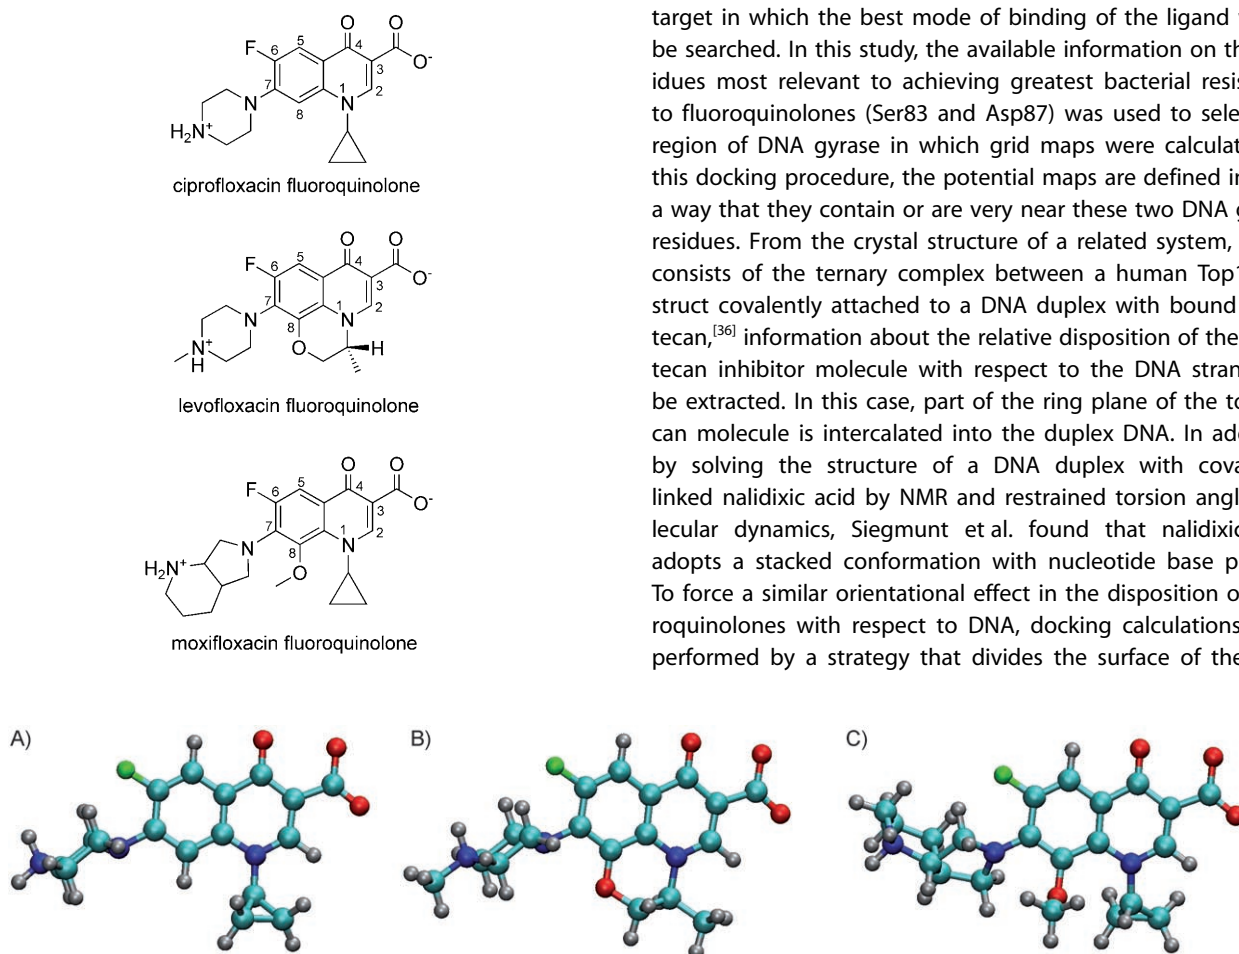 O
O
F
5
6
4
3
O-
7
1
2
N
8
N
H2N+
ciprofloxacin fluoroquinolone
O
O
F
5
6
4
3
O-
7
1
2
N
8
N
N+
H
O
H
levofloxacin fluoroquinolone
O
O
F
5
6
4
3
O-
7
1
2
N
8
N
H2N+
O
moxifloxacin fluoroquinolone
target in which the best mode of binding of the ligand
be searched. In this study, the available information on th
idues most relevant to achieving greatest bacterial resis
to fluoroquinolones (Ser83 and Asp87) was used to sele
region of DNA gyrase in which grid maps were calculat
this docking procedure, the potential maps are defined in
a way that they contain or are very near these two DNA
residues. From the crystal structure of a related system,
consists of the ternary complex between a human Top1
struct covalently attached to a DNA duplex with bound
tecan,[36] information about the relative disposition of the
tecan inhibitor molecule with respect to the DNA stran
be extracted. In this case, part of the ring plane of the to
can molecule is intercalated into the duplex DNA. In ad
by solving the structure of a DNA duplex with cova
linked nalidixic acid by NMR and restrained torsion angl
lecular dynamics, Siegmunt et al. found that nalidixic
adopts a stacked conformation with nucleotide base p
To force a similar orientational effect in the disposition o
roquinolones with respect to DNA, docking calculations
performed by a strategy that divides the surface of the
A)
B)
C)